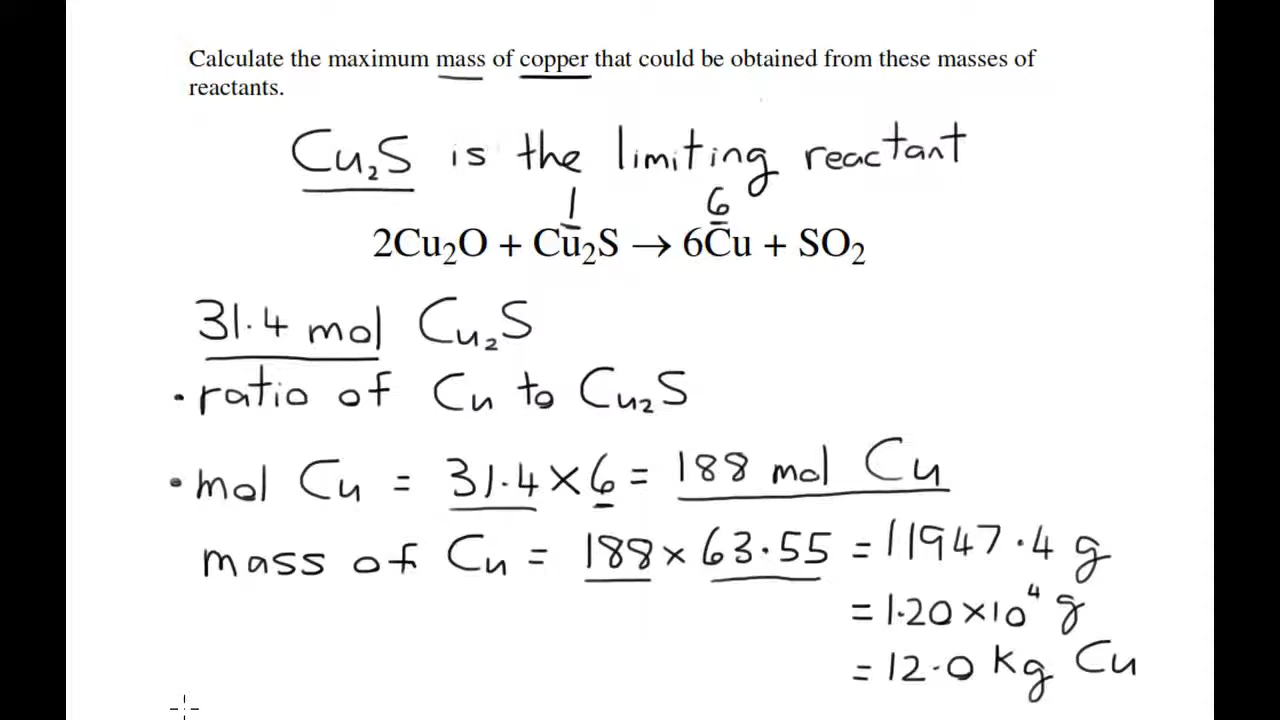 Calculate the maximum mass of copper that could be obtained from these masses of
reactants.
Cu₂S is the limiting reactant
1 6
2Cu₂O + Cu₂S → 6Cu + SO₂
31.4 mol Cu₂S
• ratio of Cu to Cu₂S
• mol Cu = 31.4 × 6 = 188 mol Cu
mass of Cu = 188 × 63.55 = 11947.4 g
= 1.20 × 10⁴ g
= 12.0 kg Cu